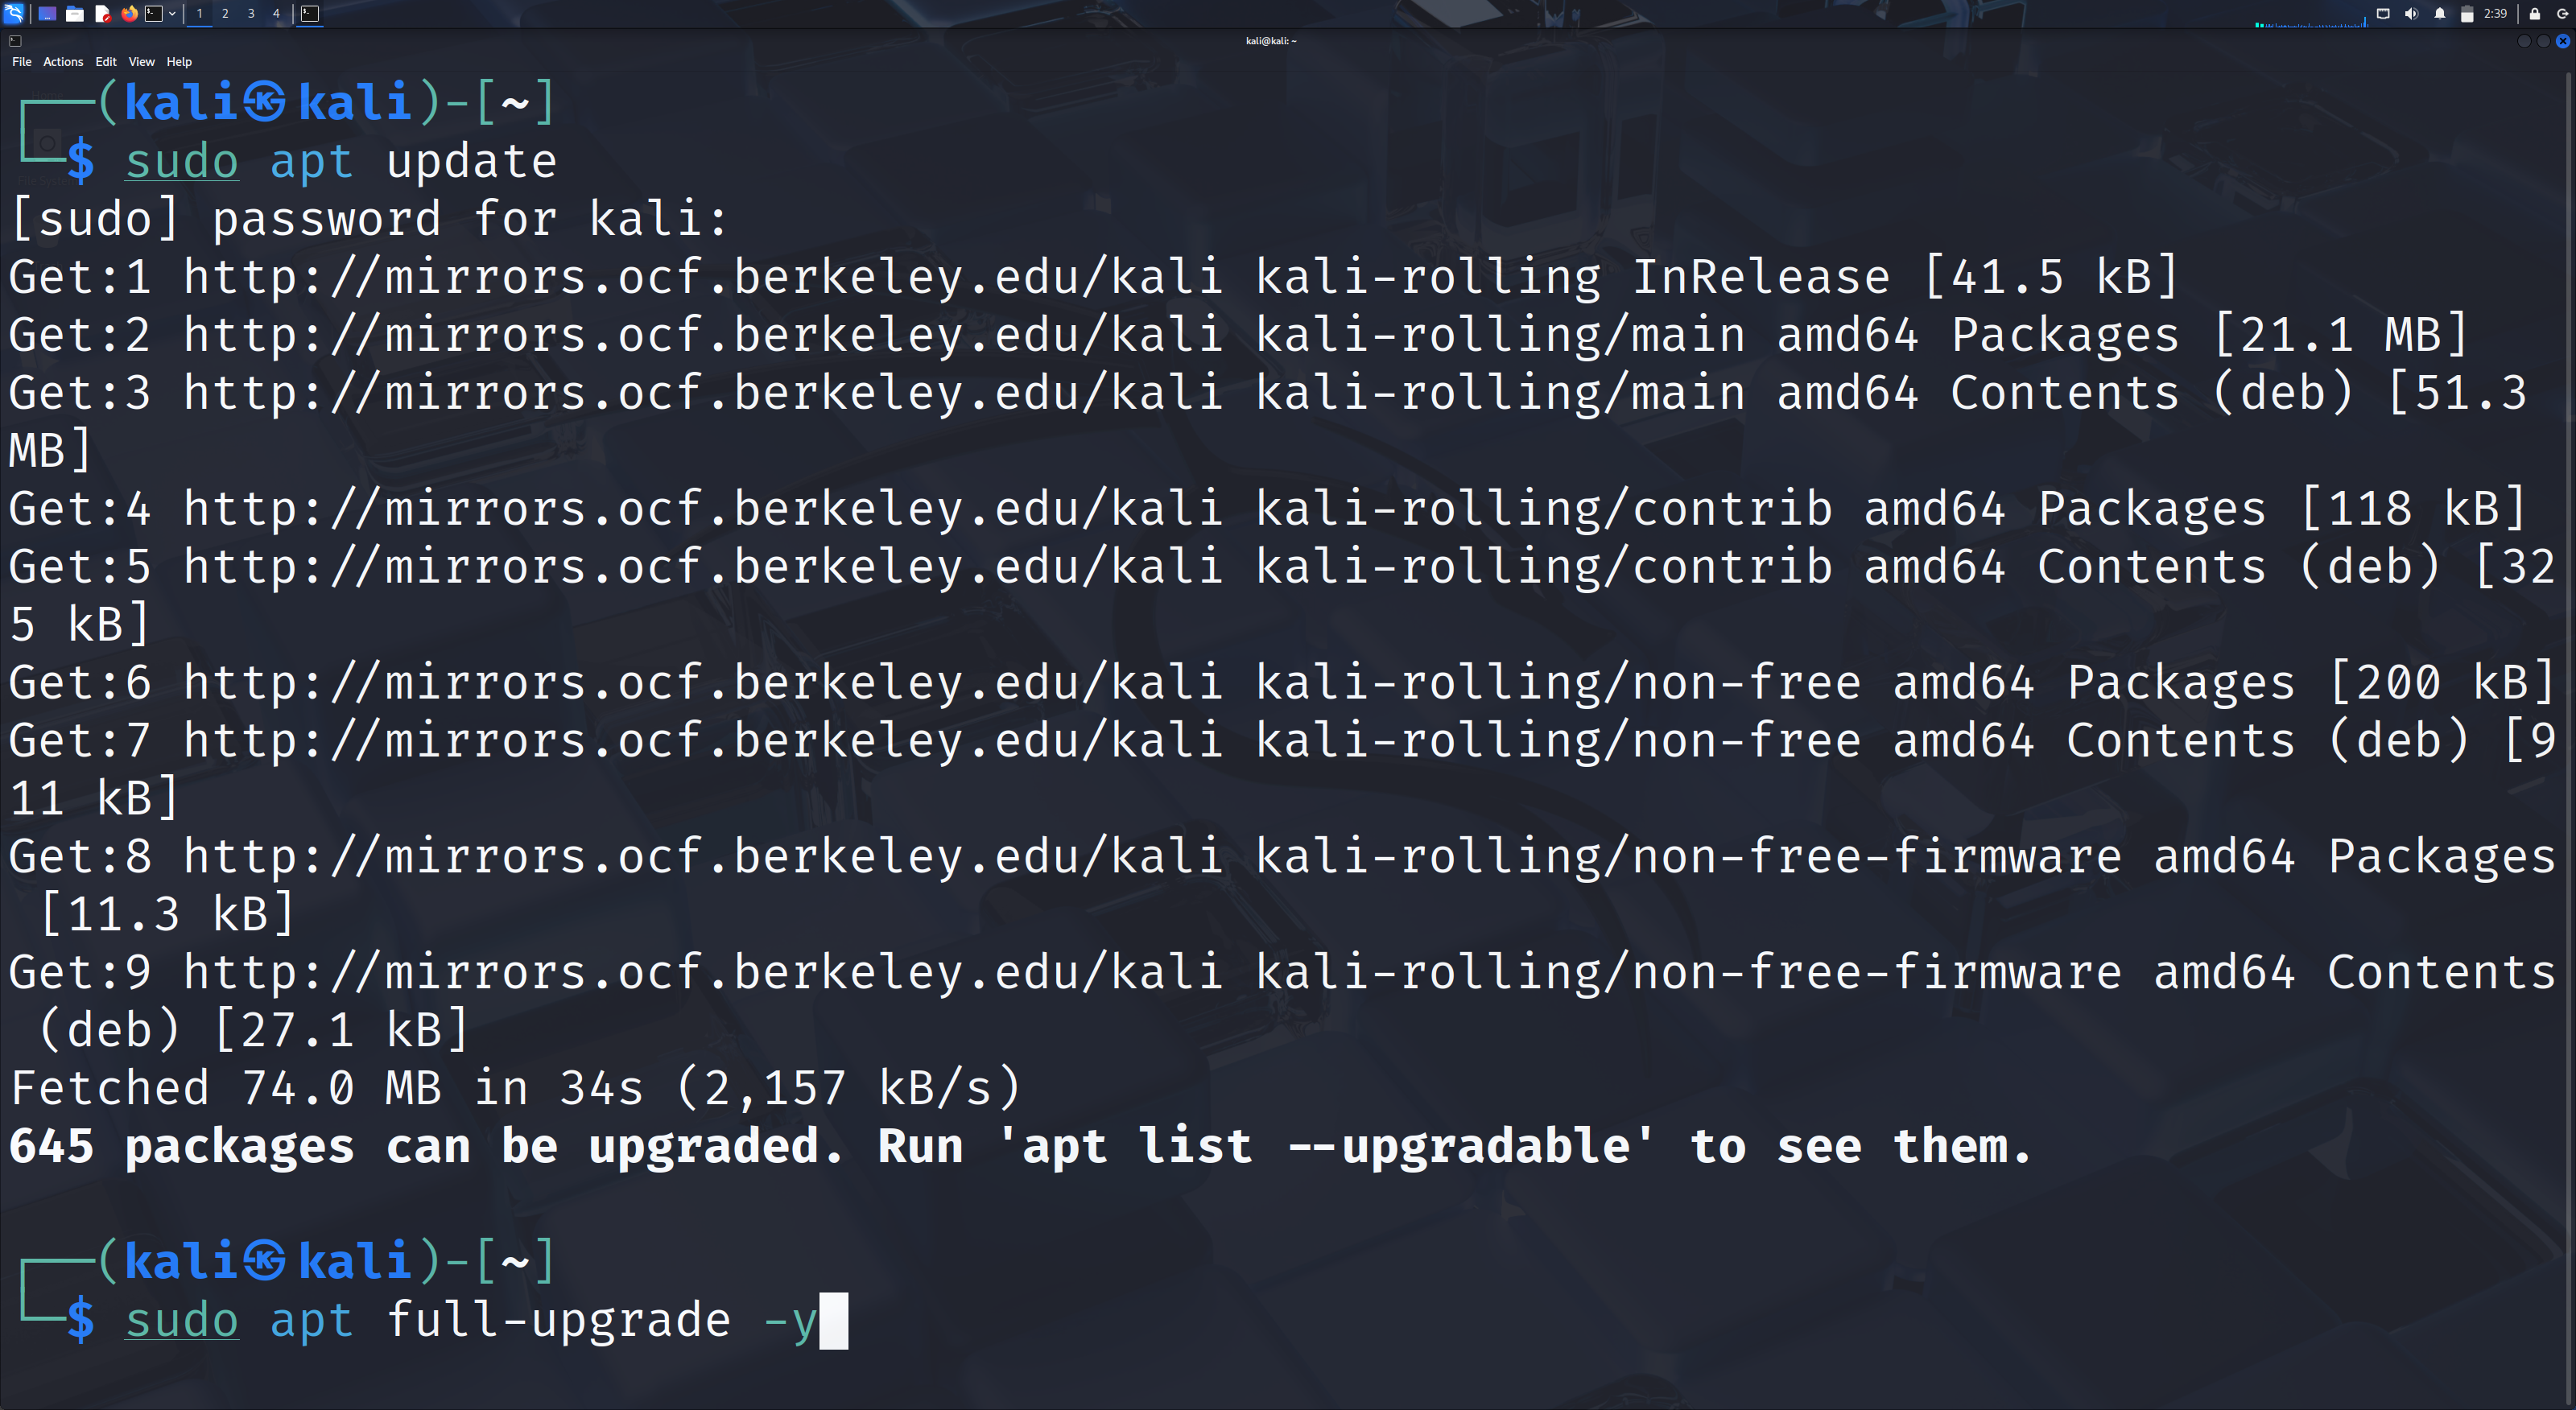 1 2 3 4 2:39
kali@kali: ~
File Actions Edit View Help
┌──(kali㉿kali)-[~]
└─$ sudo apt update
[sudo] password for kali:
Get:1 http://mirrors.ocf.berkeley.edu/kali kali-rolling InRelease [41.5 kB]
Get:2 http://mirrors.ocf.berkeley.edu/kali kali-rolling/main amd64 Packages [21.1 MB]
Get:3 http://mirrors.ocf.berkeley.edu/kali kali-rolling/main amd64 Contents (deb) [51.3
MB]
Get:4 http://mirrors.ocf.berkeley.edu/kali kali-rolling/contrib amd64 Packages [118 kB]
Get:5 http://mirrors.ocf.berkeley.edu/kali kali-rolling/contrib amd64 Contents (deb) [32
5 kB]
Get:6 http://mirrors.ocf.berkeley.edu/kali kali-rolling/non-free amd64 Packages [200 kB]
Get:7 http://mirrors.ocf.berkeley.edu/kali kali-rolling/non-free amd64 Contents (deb) [9
11 kB]
Get:8 http://mirrors.ocf.berkeley.edu/kali kali-rolling/non-free-firmware amd64 Packages
[11.3 kB]
Get:9 http://mirrors.ocf.berkeley.edu/kali kali-rolling/non-free-firmware amd64 Contents
(deb) [27.1 kB]
Fetched 74.0 MB in 34s (2,157 kB/s)
645 packages can be upgraded. Run 'apt list --upgradable' to see them.
┌──(kali㉿kali)-[~]
└─$ sudo apt full-upgrade -y